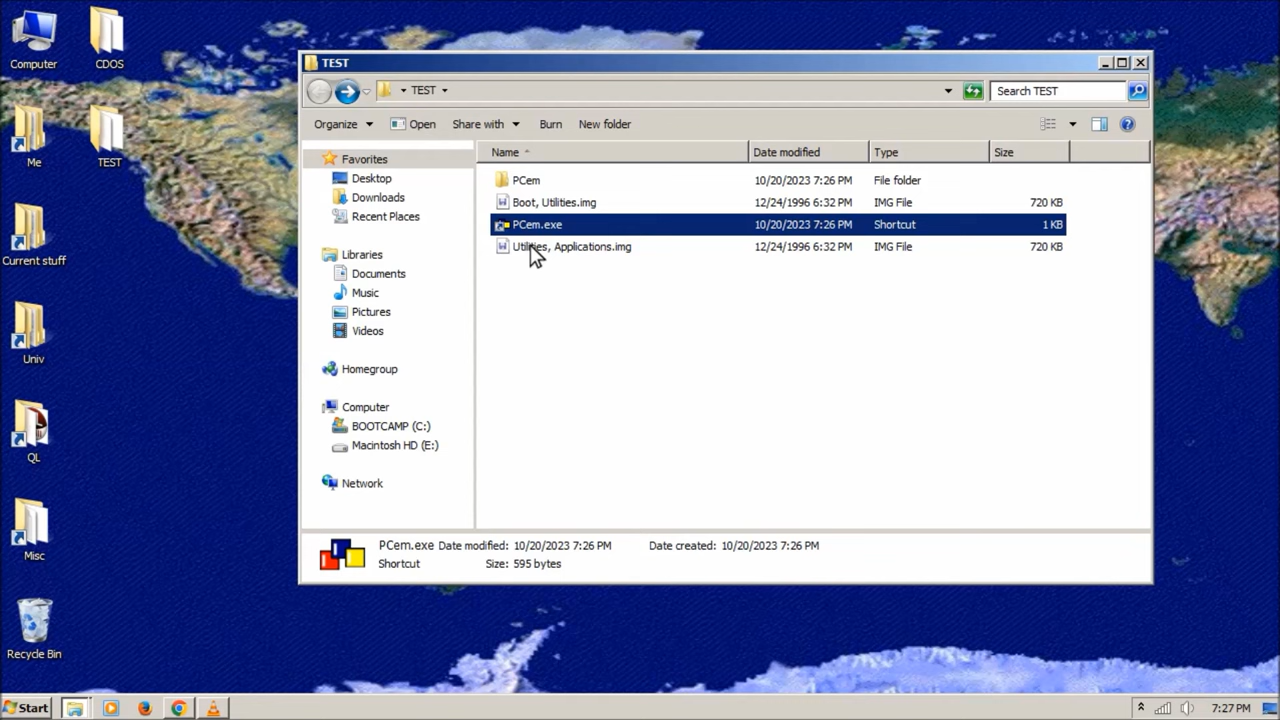 Computer
CDOS
Me
TEST
Current stuff
Univ
QL
Misc
Recycle Bin
TEST
TEST
Search TEST
Organize Open Share with Burn New folder
Favorites
Desktop
Downloads
Recent Places
Libraries
Documents
Music
Pictures
Videos
Homegroup
Computer
BOOTCAMP (C:)
Macintosh HD (E:)
Network
Name Date modified Type Size
PCem 10/20/2023 7:26 PM File folder
Boot, Utilities.img 12/24/1996 6:32 PM IMG File 720 KB
PCem.exe 10/20/2023 7:26 PM Shortcut 1 KB
Utilities, Applications.img 12/24/1996 6:32 PM IMG File 720 KB
PCem.exe Date modified: 10/20/2023 7:26 PM Date created: 10/20/2023 7:26 PM
Shortcut Size: 595 bytes
Start 7:27 PM